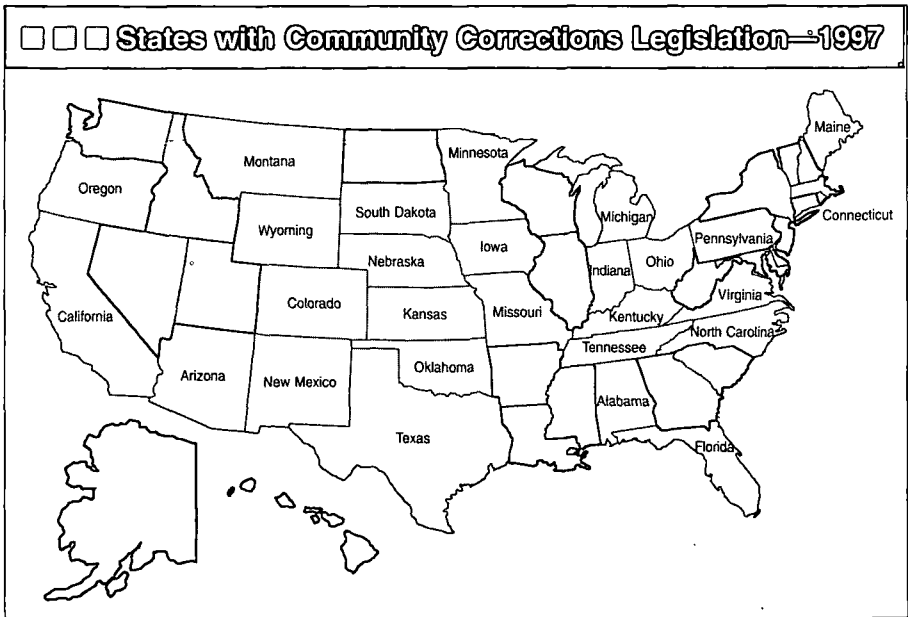 States with Community Corrections Legislation—1997
Maine
Montana
Minnesota
Oregon
South Dakota
Michigan
Connecticut
Wyoming
Iowa
Pennsylvania
Nebraska
Indiana
Ohio
Colorado
Virginia
California
Kansas
Missouri
Kentucky
North Carolina
Tennessee
Arizona
New Mexico
Oklahoma
Alabama
Texas
Florida